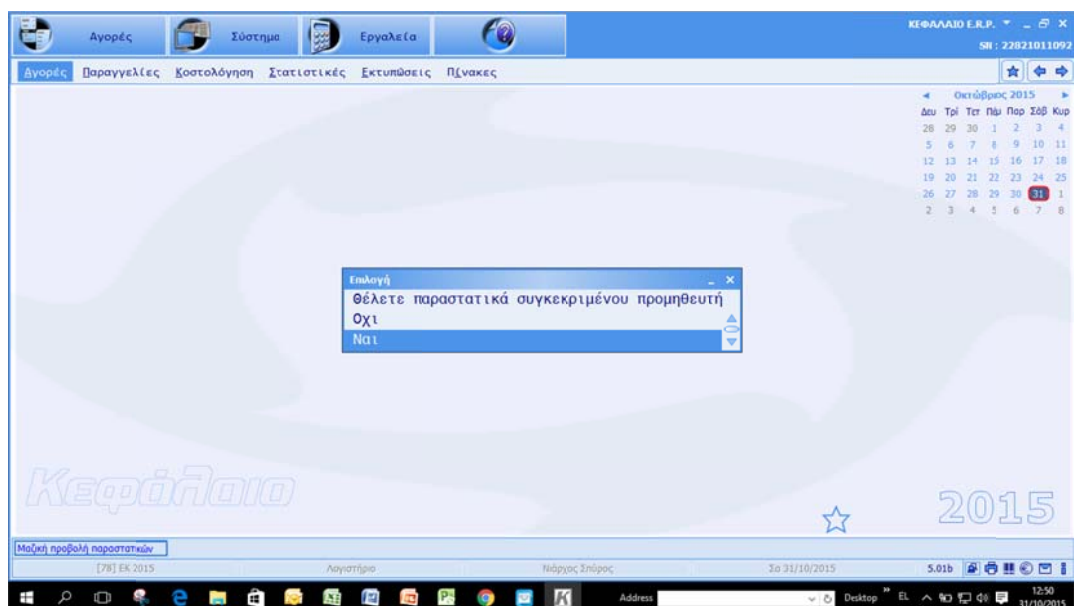 Αγορές Σύστημα Εργαλεία ΚΕΦΑΛΑΙΟ E.R.P.
SN : 22021011092
Αγορές Παραγγελίες Κοστολόγηση Στατιστικές Εκτυπώσεις Πίνακες
Οκτώβριος 2015
Δευ Τρί Τετ Πέμ Παρ Σάβ Κυρ
28 29 30 1 2 3 4
5 6 7 8 9 10 11
12 13 14 15 16 17 18
19 20 21 22 23 24 25
26 27 28 29 30 31 1
2 3 4 5 6 7 8
Επιλογή
Θέλετε παραστατικά συγκεκριμένου προμηθευτή
Οχι
Ναι
Κεφάλαιο
2015
Μαζική προβολή παραστατικών
[78] ΕΚ 2015 Λογιστήριο Νιάρχος Σπύρος Σα 31/10/2015 5.01b
Address Desktop EL 12:50
31/10/2015